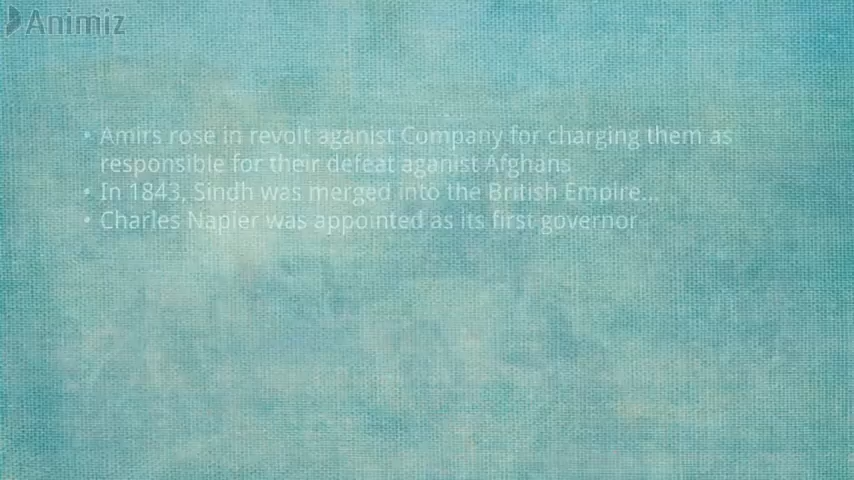 Animiz
• Amirs rose in revolt aganist Company for charging them as
responsible for their defeat aganist Afghans
• In 1843, Sindh was merged into the British Empire...
• Charles Napier was appointed as its first governor